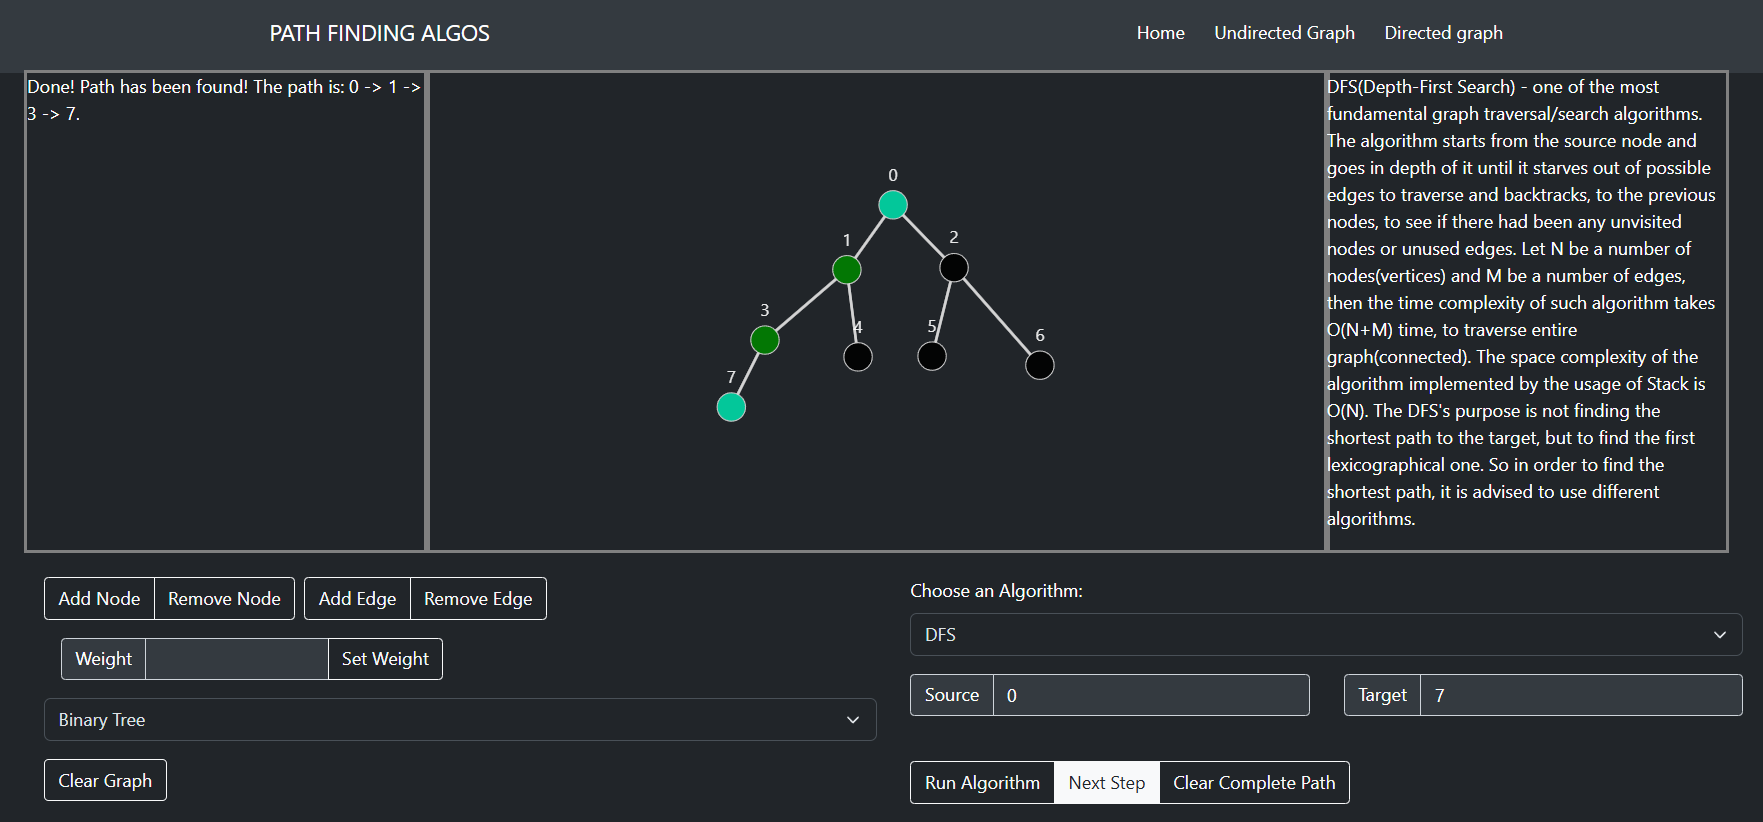 PATH FINDING ALGOS
Home
Undirected Graph
Directed graph
Done! Path has been found! The path is: 0 -> 1 ->
3 -> 7.
0
1
2
3
4
5
6
7
DFS(Depth-First Search) - one of the most
fundamental graph traversal/search algorithms.
The algorithm starts from the source node and
goes in depth of it until it starves out of possible
edges to traverse and backtracks, to the previous
nodes, to see if there had been any unvisited
nodes or unused edges. Let N be a number of
nodes(vertices) and M be a number of edges,
then the time complexity of such algorithm takes
O(N+M) time, to traverse entire
graph(connected). The space complexity of the
algorithm implemented by the usage of Stack is
O(N). The DFS's purpose is not finding the
shortest path to the target, but to find the first
lexicographical one. So in order to find the
shortest path, it is advised to use different
algorithms.
Add Node
Remove Node
Add Edge
Remove Edge
Weight
Set Weight
Binary Tree
Clear Graph
Choose an Algorithm:
DFS
Source
0
Target
7
Run Algorithm
Next Step
Clear Complete Path